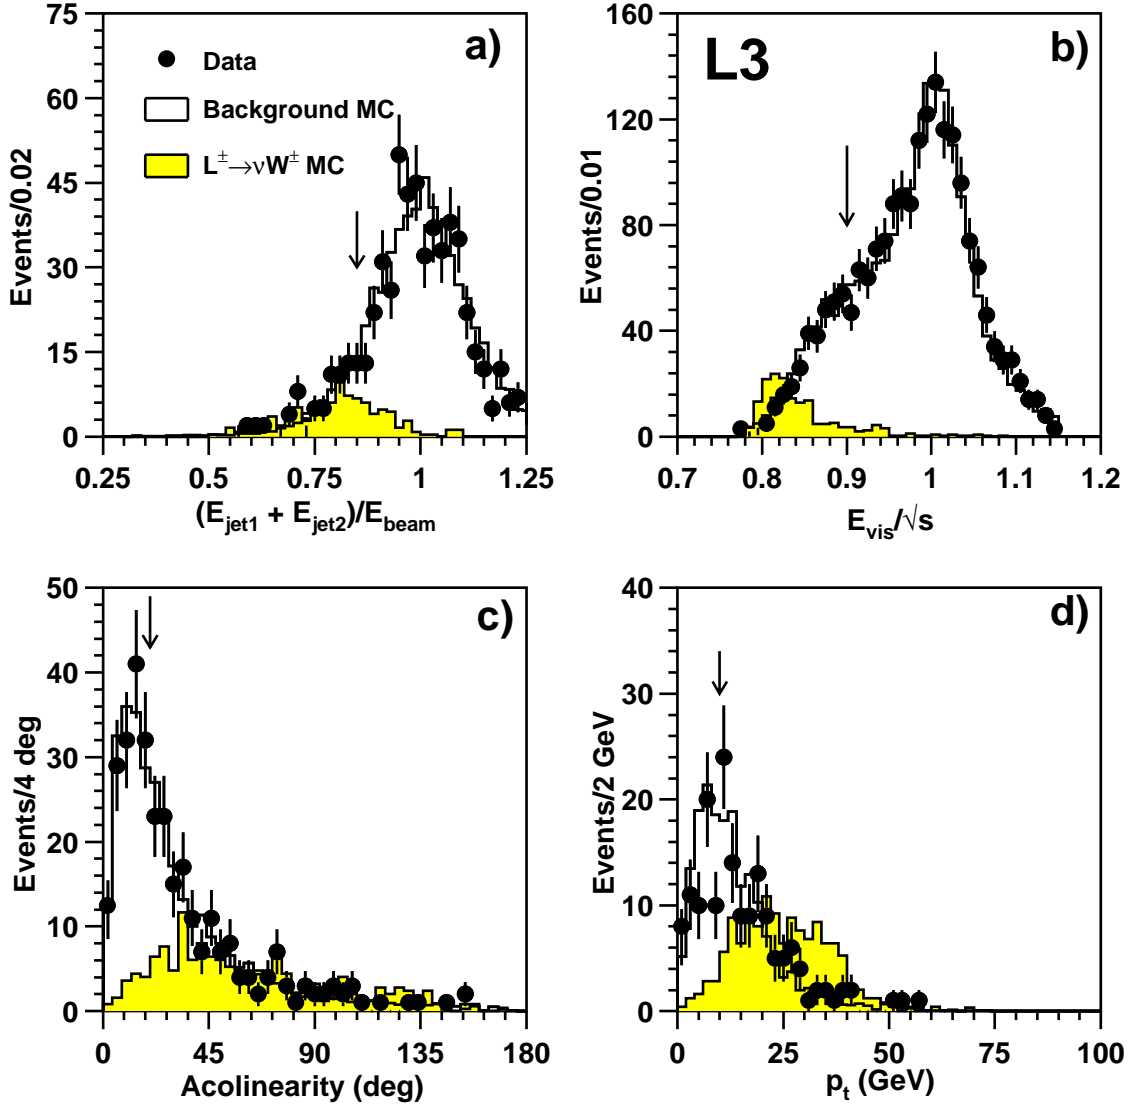 a)
Data
Background MC
L± → νW± MC
Events/0.02
75
60
45
30
15
0
0.25 0.5 0.75 1 1.25
(Ejet1 + Ejet2)/Ebeam
L3
b)
Events/0.01
160
120
80
40
0
0.7 0.8 0.9 1 1.1 1.2
Evis/√s
c)
Events/4 deg
50
40
30
20
10
0
0 45 90 135 180
Acolinearity (deg)
d)
Events/2 GeV
40
30
20
10
0
0 25 50 75 100
pt (GeV)